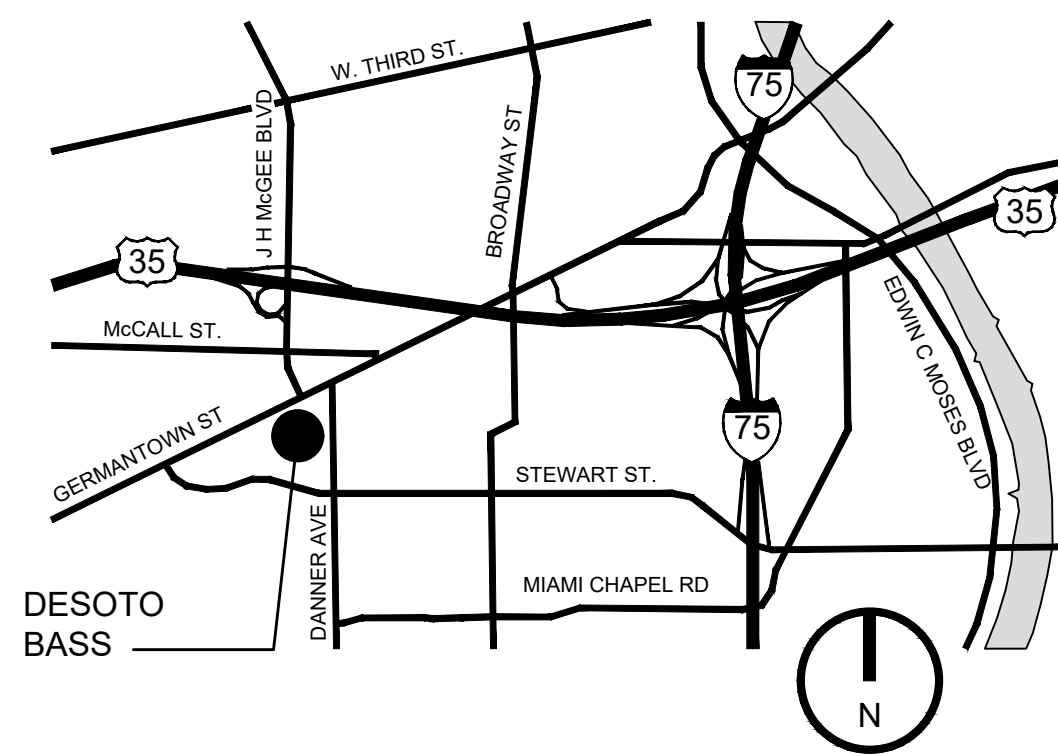 W. THIRD ST.
75
J H McGEE BLVD
BROADWAY ST
35
35
McCALL ST.
EDWIN C MOSES BLVD
GERMANTOWN ST
75
STEWART ST.
DANNER AVE
MIAMI CHAPEL RD
DESOTO
BASS
N